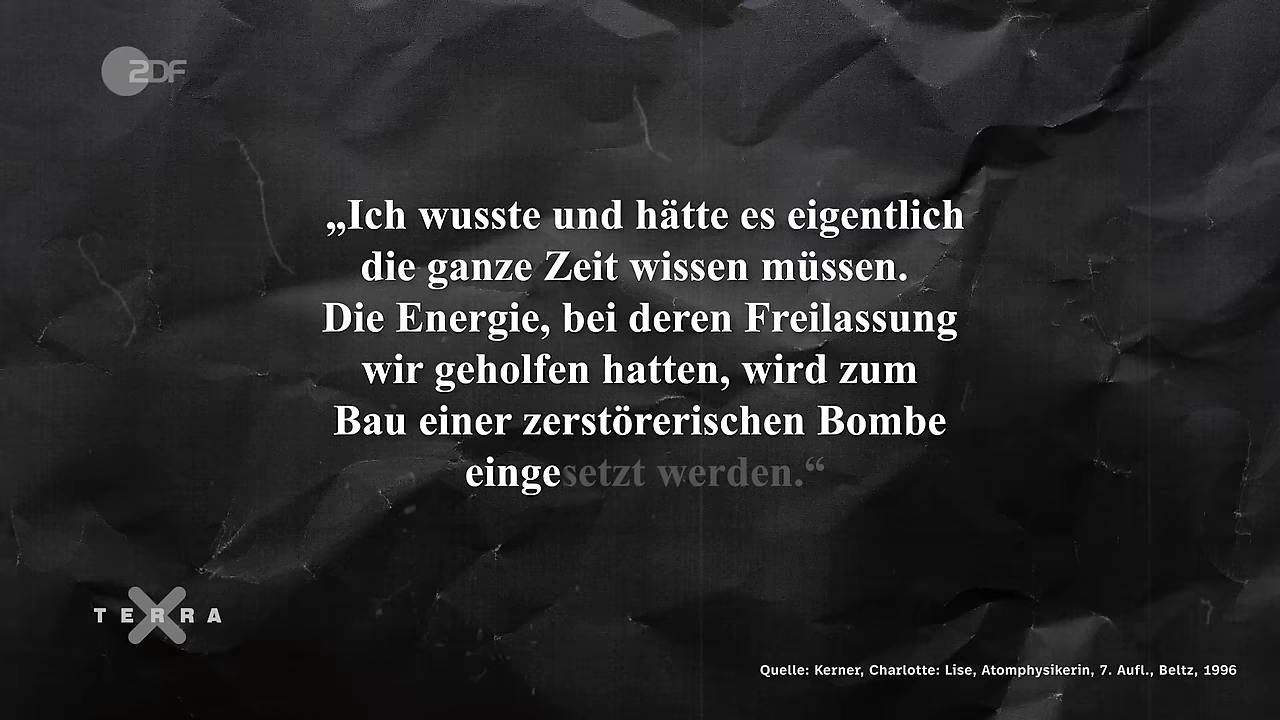 ZDF
„Ich wusste und hätte es eigentlich
die ganze Zeit wissen müssen.
Die Energie, bei deren Freilassung
wir geholfen hatten, wird zum
Bau einer zerstörerischen Bombe
eingesetzt werden.“
TERRA X
Quelle: Kerner, Charlotte: Lise, Atomphysikerin, 7. Aufl., Beltz, 1996